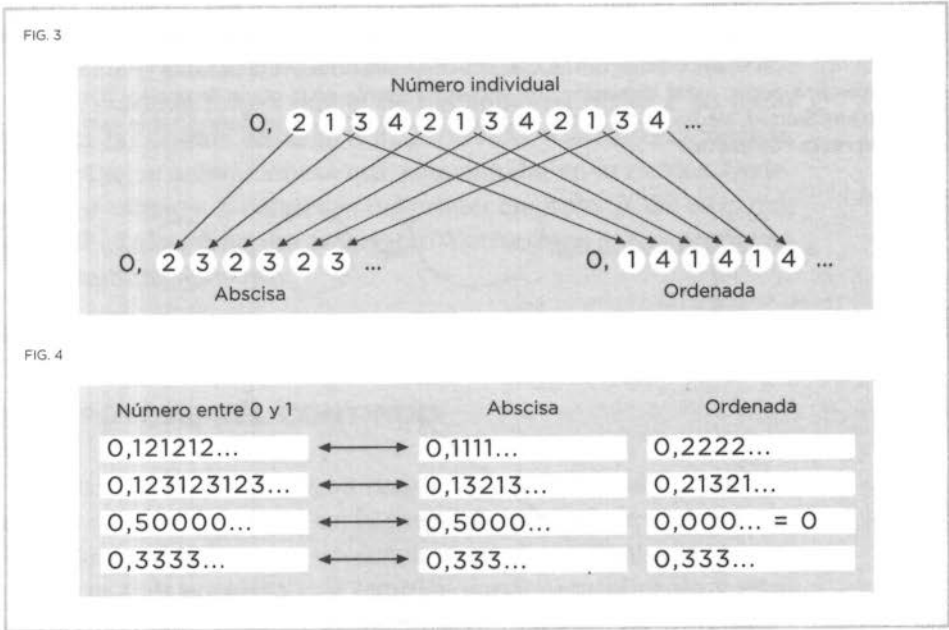 FIG. 3
Número individual
0, 2 1 3 4 2 1 3 4 2 1 3 4 ...
0, 2 3 2 3 2 3 ... 0, 1 4 1 4 1 4 ...
Abscisa Ordenada
FIG. 4
Número entre 0 y 1 Abscisa Ordenada
0,121212... 0,1111... 0,2222...
0,123123123... 0,13213... 0,21321...
0,50000... 0,5000... 0,000... = 0
0,3333... 0,333... 0,333...